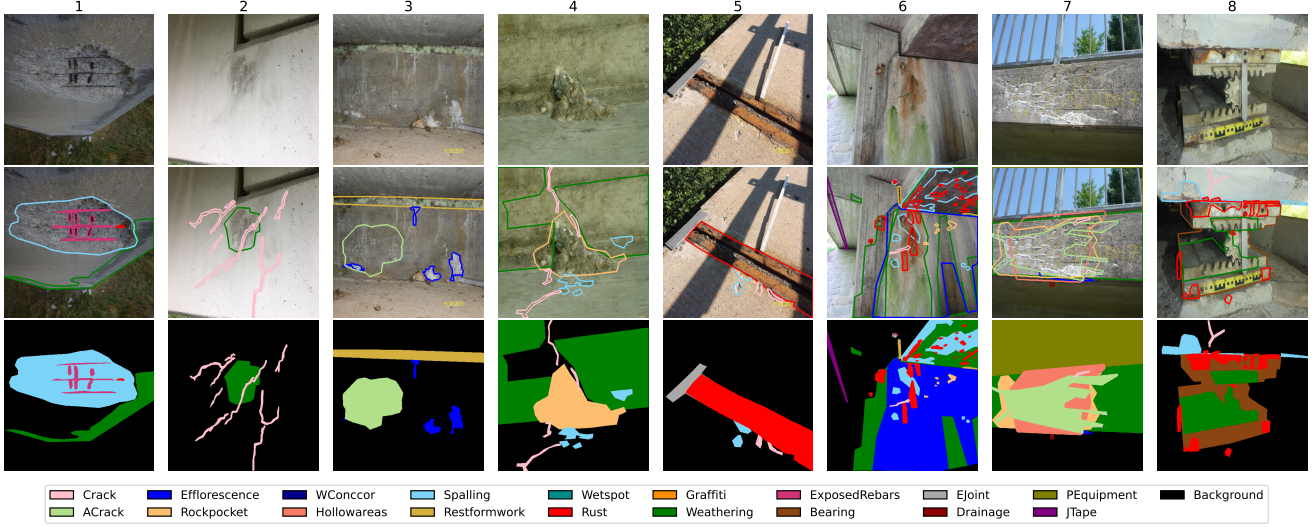 1 2 3 4 5 6 7 8
Crack Efflorescence WConccor Spalling Wetspot Graffiti ExposedRebars EJoint PEquipment Background
ACrack Rockpocket Hollowareas Restformwork Rust Weathering Bearing Drainage JTape